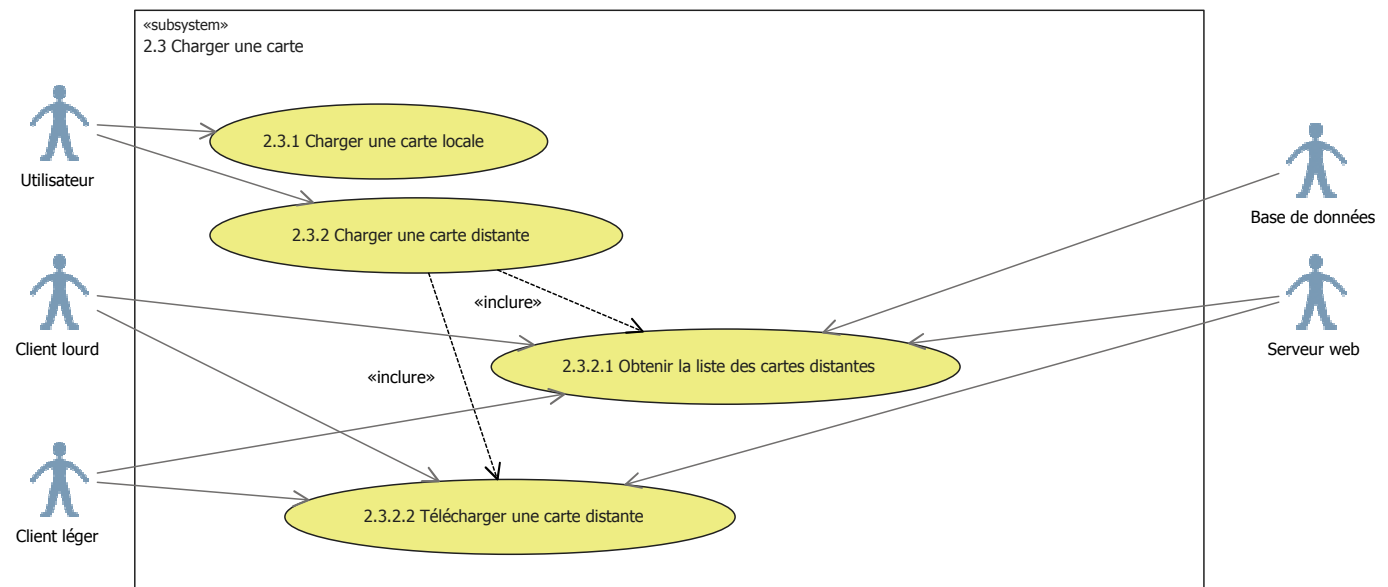 «subsystem»
2.3 Charger une carte
2.3.1 Charger une carte locale
Utilisateur
Base de données
2.3.2 Charger une carte distante
«inclure»
Client lourd
Serveur web
2.3.2.1 Obtenir la liste des cartes distantes
«inclure»
2.3.2.2 Télécharger une carte distante
Client léger